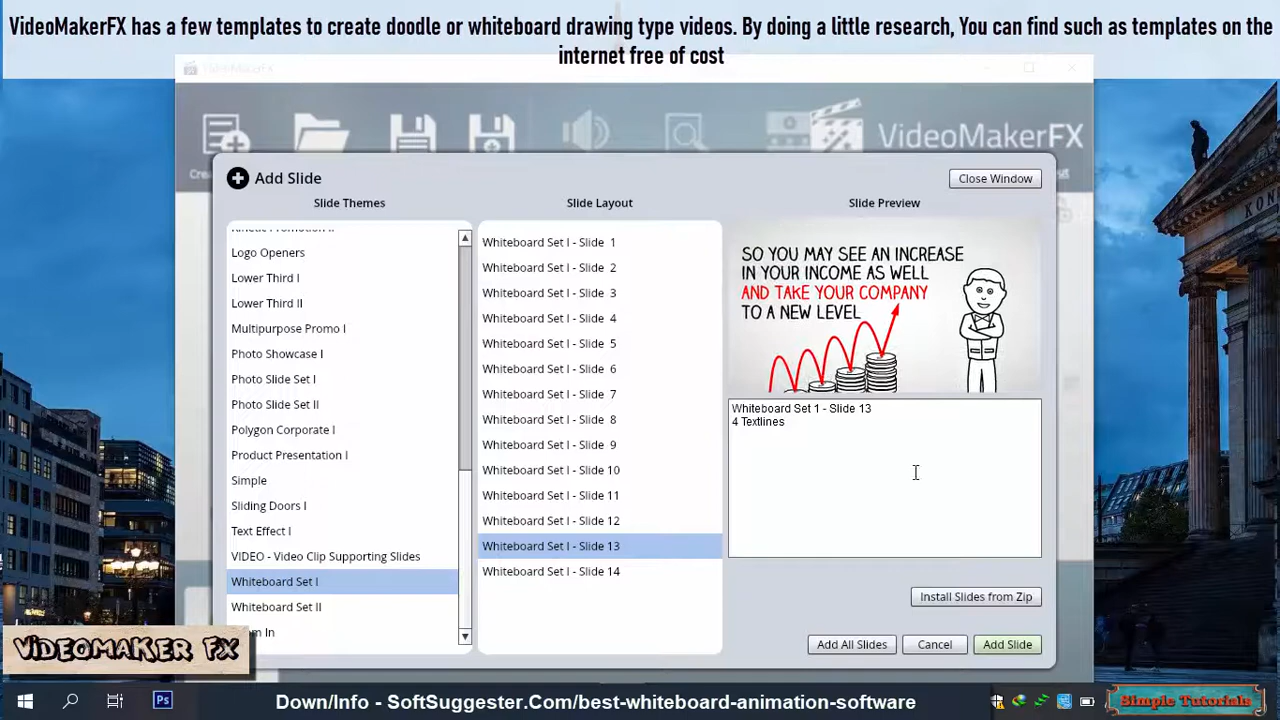 VideoMakerFX has a few templates to create doodle or whiteboard drawing type videos. By doing a little research, You can find such as templates on the
internet free of cost
VideoMakerFX
VideoMakerFX
Add Slide
Close Window
Slide Themes
Slide Layout
Slide Preview
Logo Openers
Lower Third I
Lower Third II
Multipurpose Promo I
Photo Showcase I
Photo Slide Set I
Photo Slide Set II
Polygon Corporate I
Product Presentation I
Simple
Sliding Doors I
Text Effect I
VIDEO - Video Clip Supporting Slides
Whiteboard Set I
Whiteboard Set II
Whiteboard Set I - Slide 1
Whiteboard Set I - Slide 2
Whiteboard Set I - Slide 3
Whiteboard Set I - Slide 4
Whiteboard Set I - Slide 5
Whiteboard Set I - Slide 6
Whiteboard Set I - Slide 7
Whiteboard Set I - Slide 8
Whiteboard Set I - Slide 9
Whiteboard Set I - Slide 10
Whiteboard Set I - Slide 11
Whiteboard Set I - Slide 12
Whiteboard Set I - Slide 13
Whiteboard Set I - Slide 14
SO YOU MAY SEE AN INCREASE
IN YOUR INCOME AS WELL
AND TAKE YOUR COMPANY
TO A NEW LEVEL
Whiteboard Set 1 - Slide 13
4 Textlines
Install Slides from Zip
Add All Slides
Cancel
Add Slide
VIDEOMAKER FX
Ps
Down/Info - SoftSuggester.Com/best-whiteboard-animation-software
Simple Tutorials